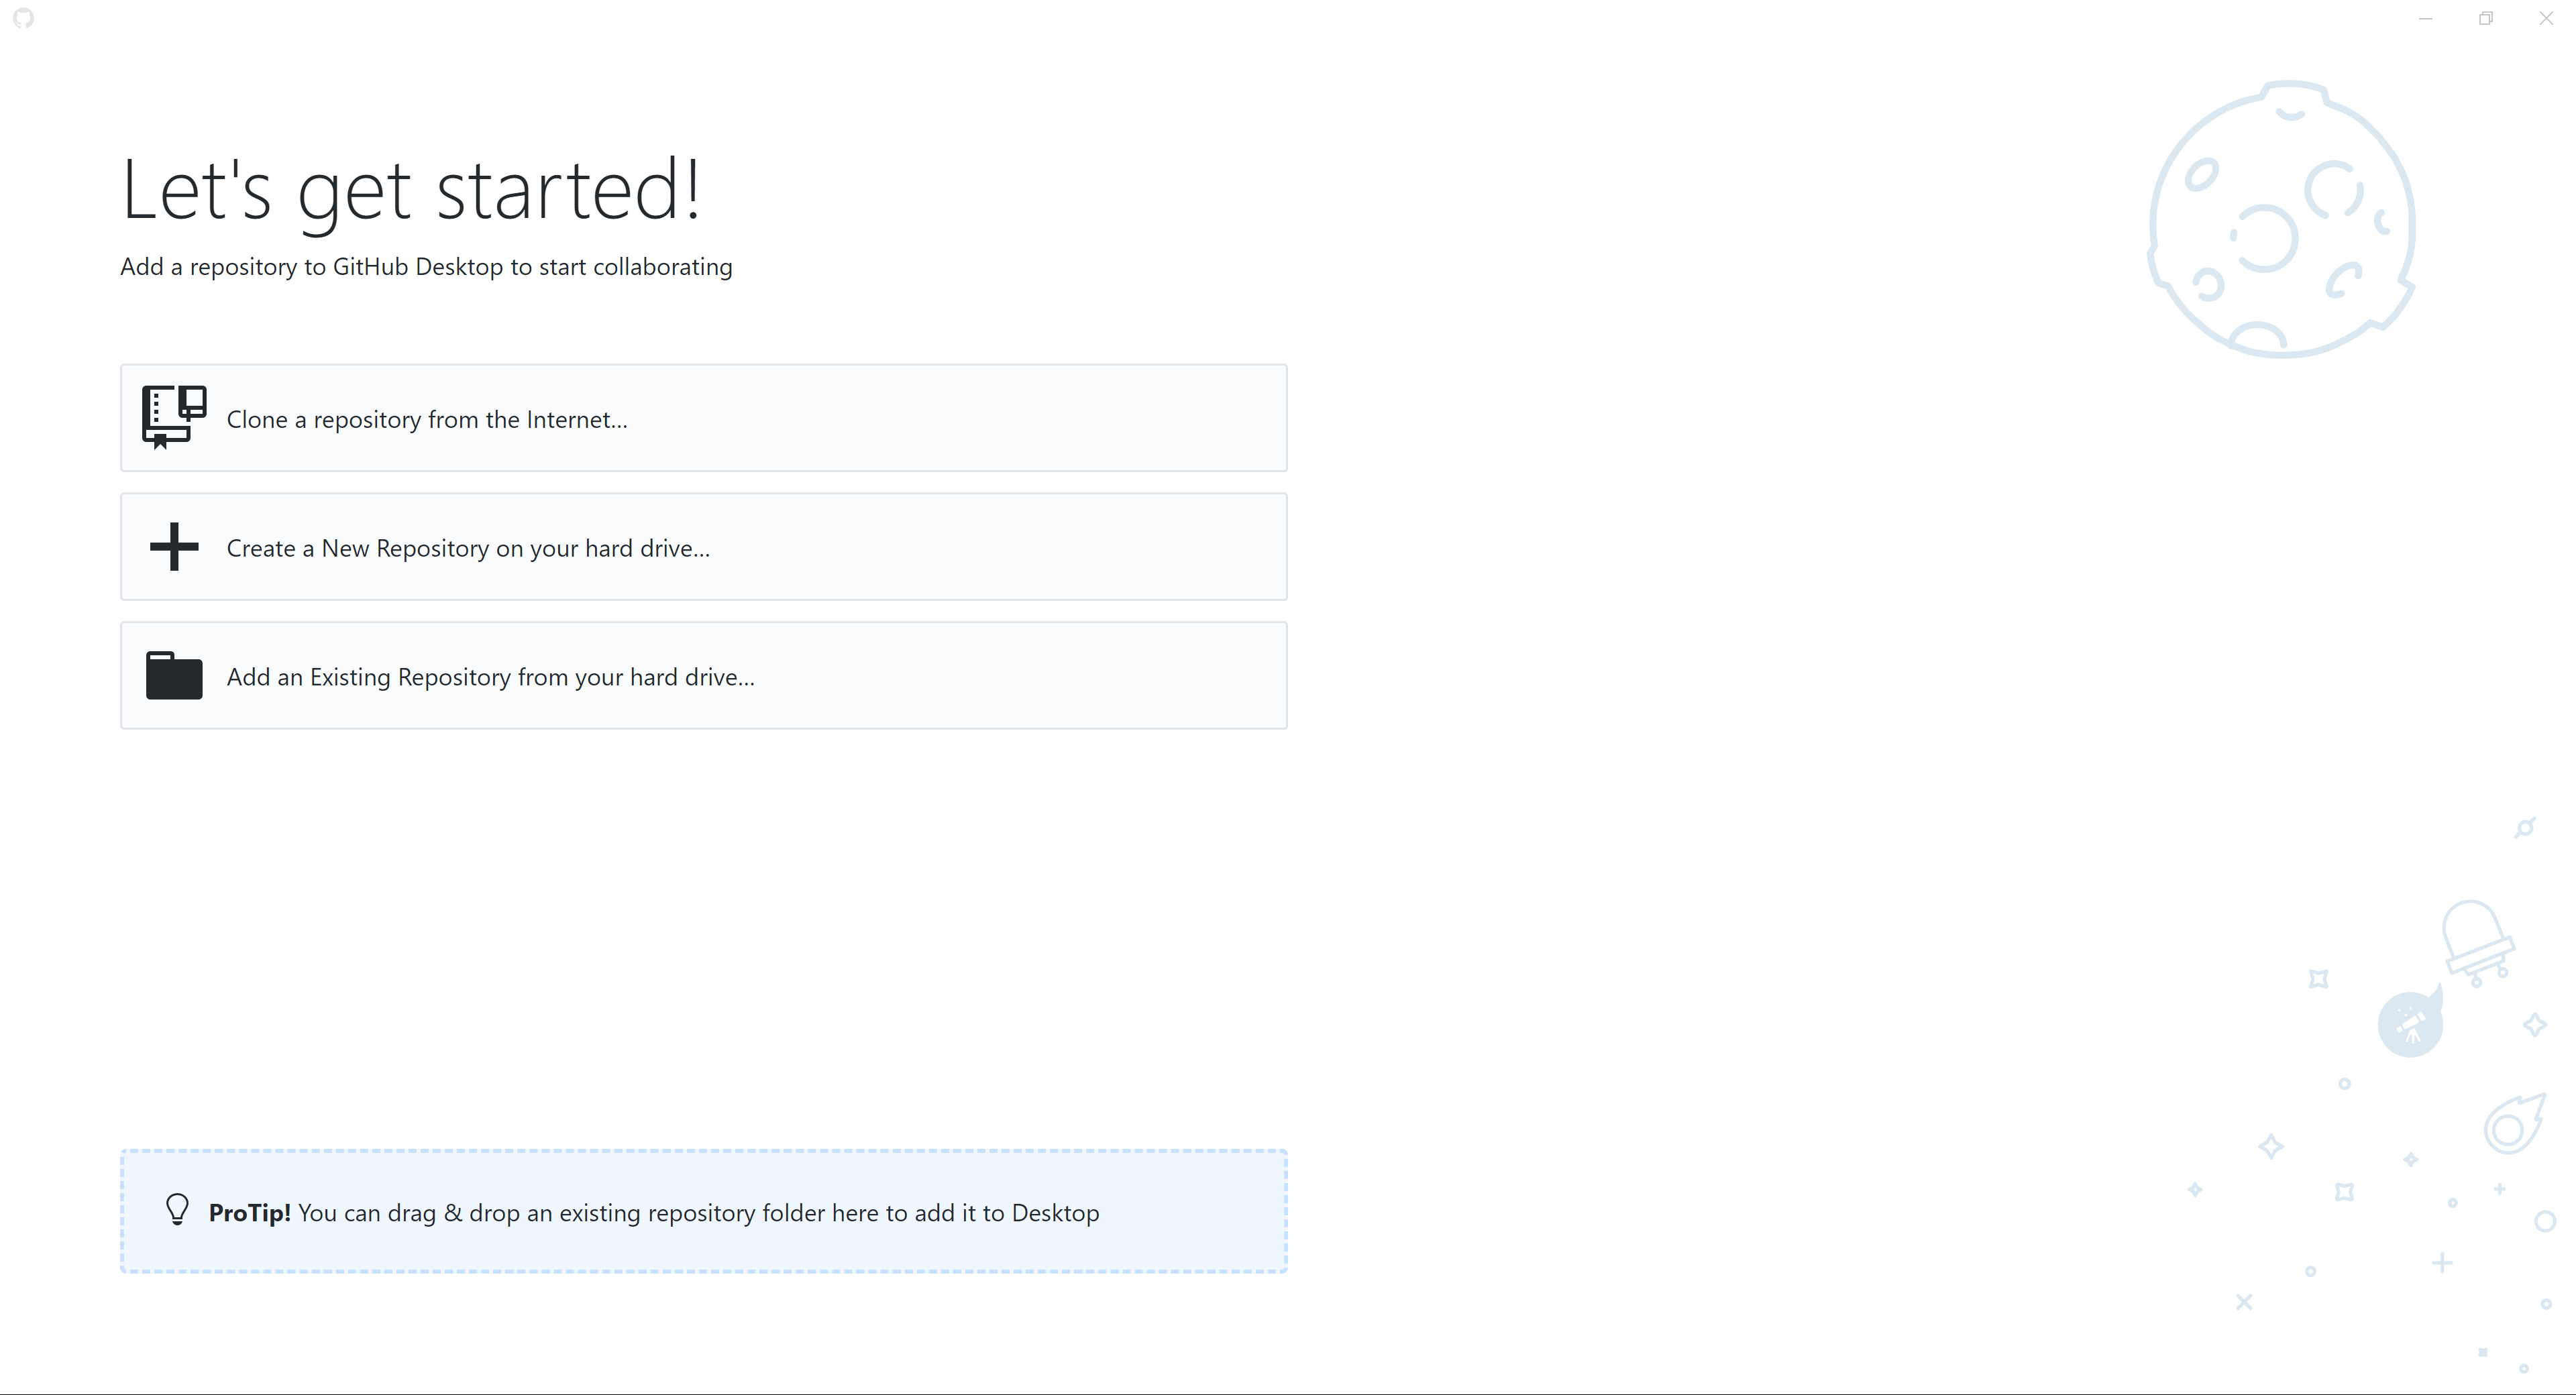 Let's get started!
Add a repository to GitHub Desktop to start collaborating
Clone a repository from the Internet...
Create a New Repository on your hard drive...
Add an Existing Repository from your hard drive...
ProTip! You can drag & drop an existing repository folder here to add it to Desktop